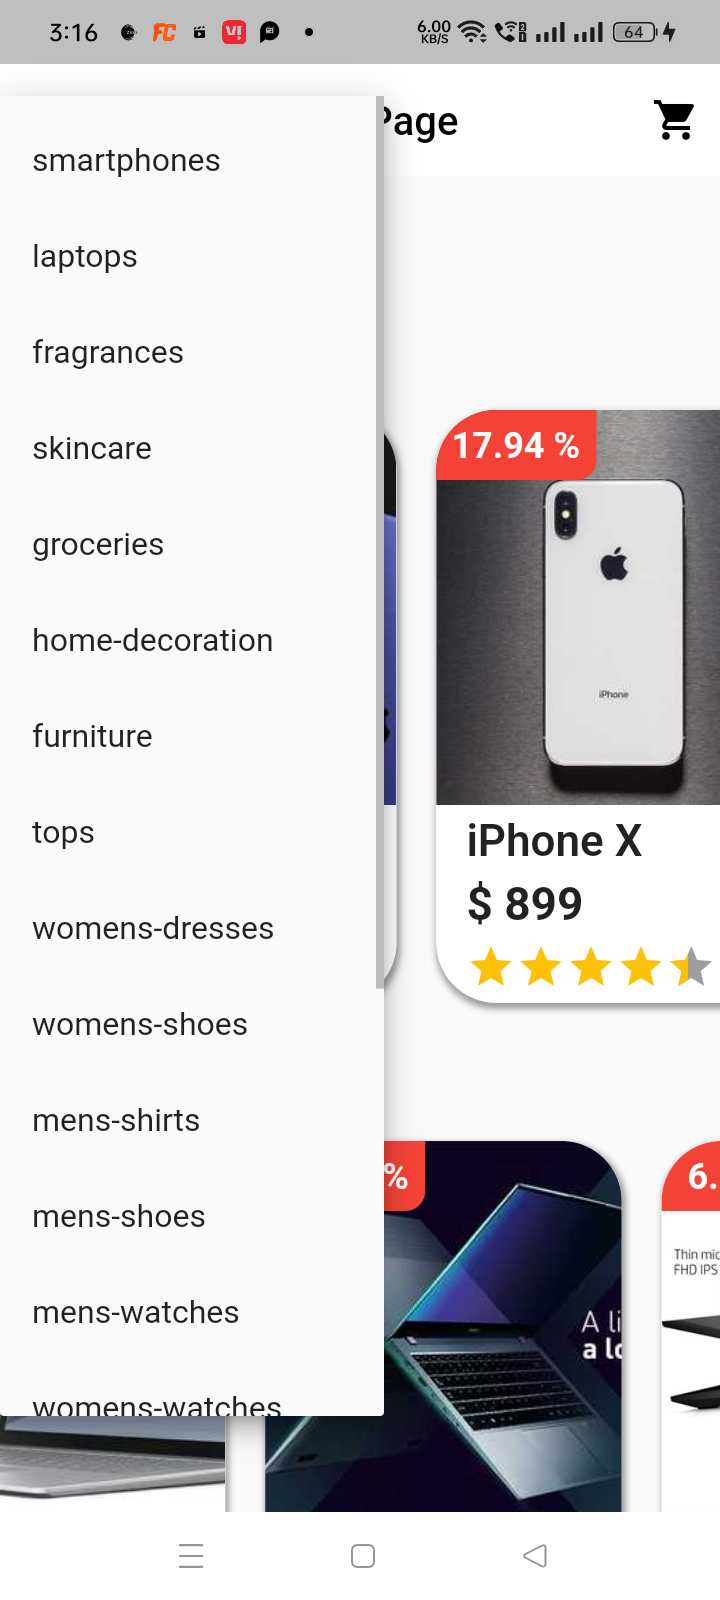 3:16 FC 6.00 KB/S 2 1 64
Page
smartphones
laptops
fragrances
skincare
groceries
home-decoration
furniture
tops
womens-dresses
womens-shoes
mens-shirts
mens-shoes
mens-watches
womens-watches
17.94 %
iPhone
iPhone X
$ 899
%
A li
a lo
6.
Thin mic
FHD IPS